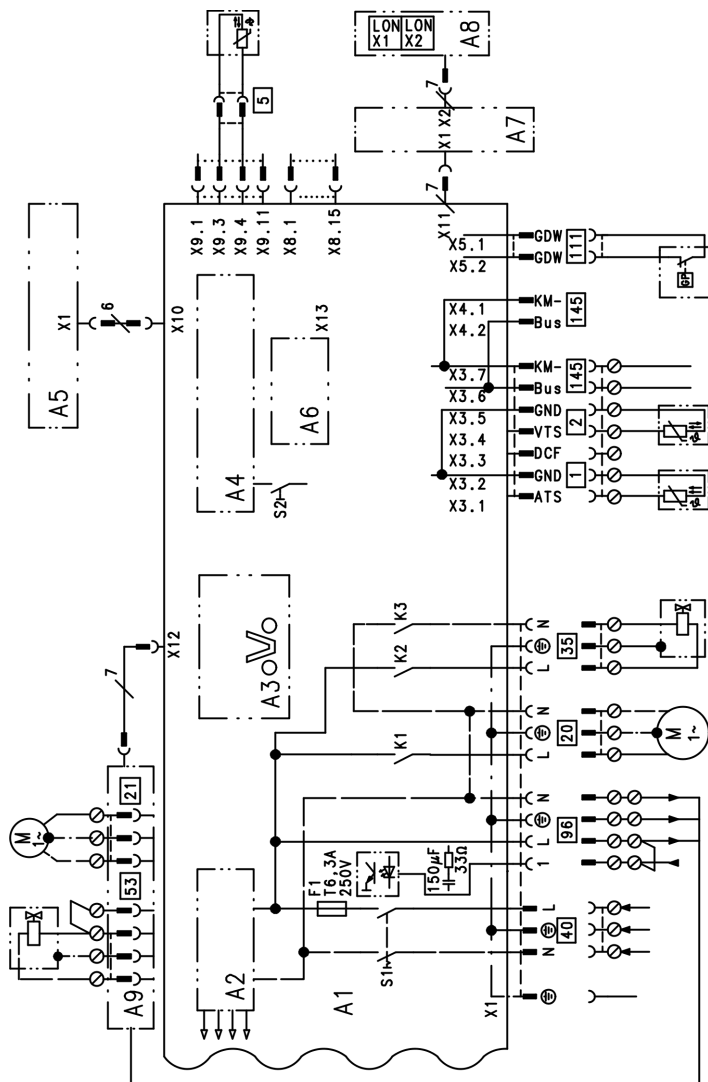 LON LON
X1 X2
A8
5
7
X1 X2
A7
7
X11
X9.1
X9.3
X9.4
X9.11
X8.1
X8.15
X1
A5
6
X10
A4
A6
X13
S2
X5.1
X5.2
GDW
GDW
111
GP
X4.1
X4.2
KM-
Bus
145
X3.7
X3.6
X3.5
X3.4
X3.3
X3.2
X3.1
KM-
Bus
GND
VTS
DCF
GND
ATS
145
2
1
ϑ
ϑ
ϑ
7
X12
A3
K3
K2
K1
N
L
35
N
L
20
M
1~
N
L
1
96
F1
T6,3A
250V
150µF
33Ω
S1
L
N
40
X1
A2
A1
M
1~
21
53
A9